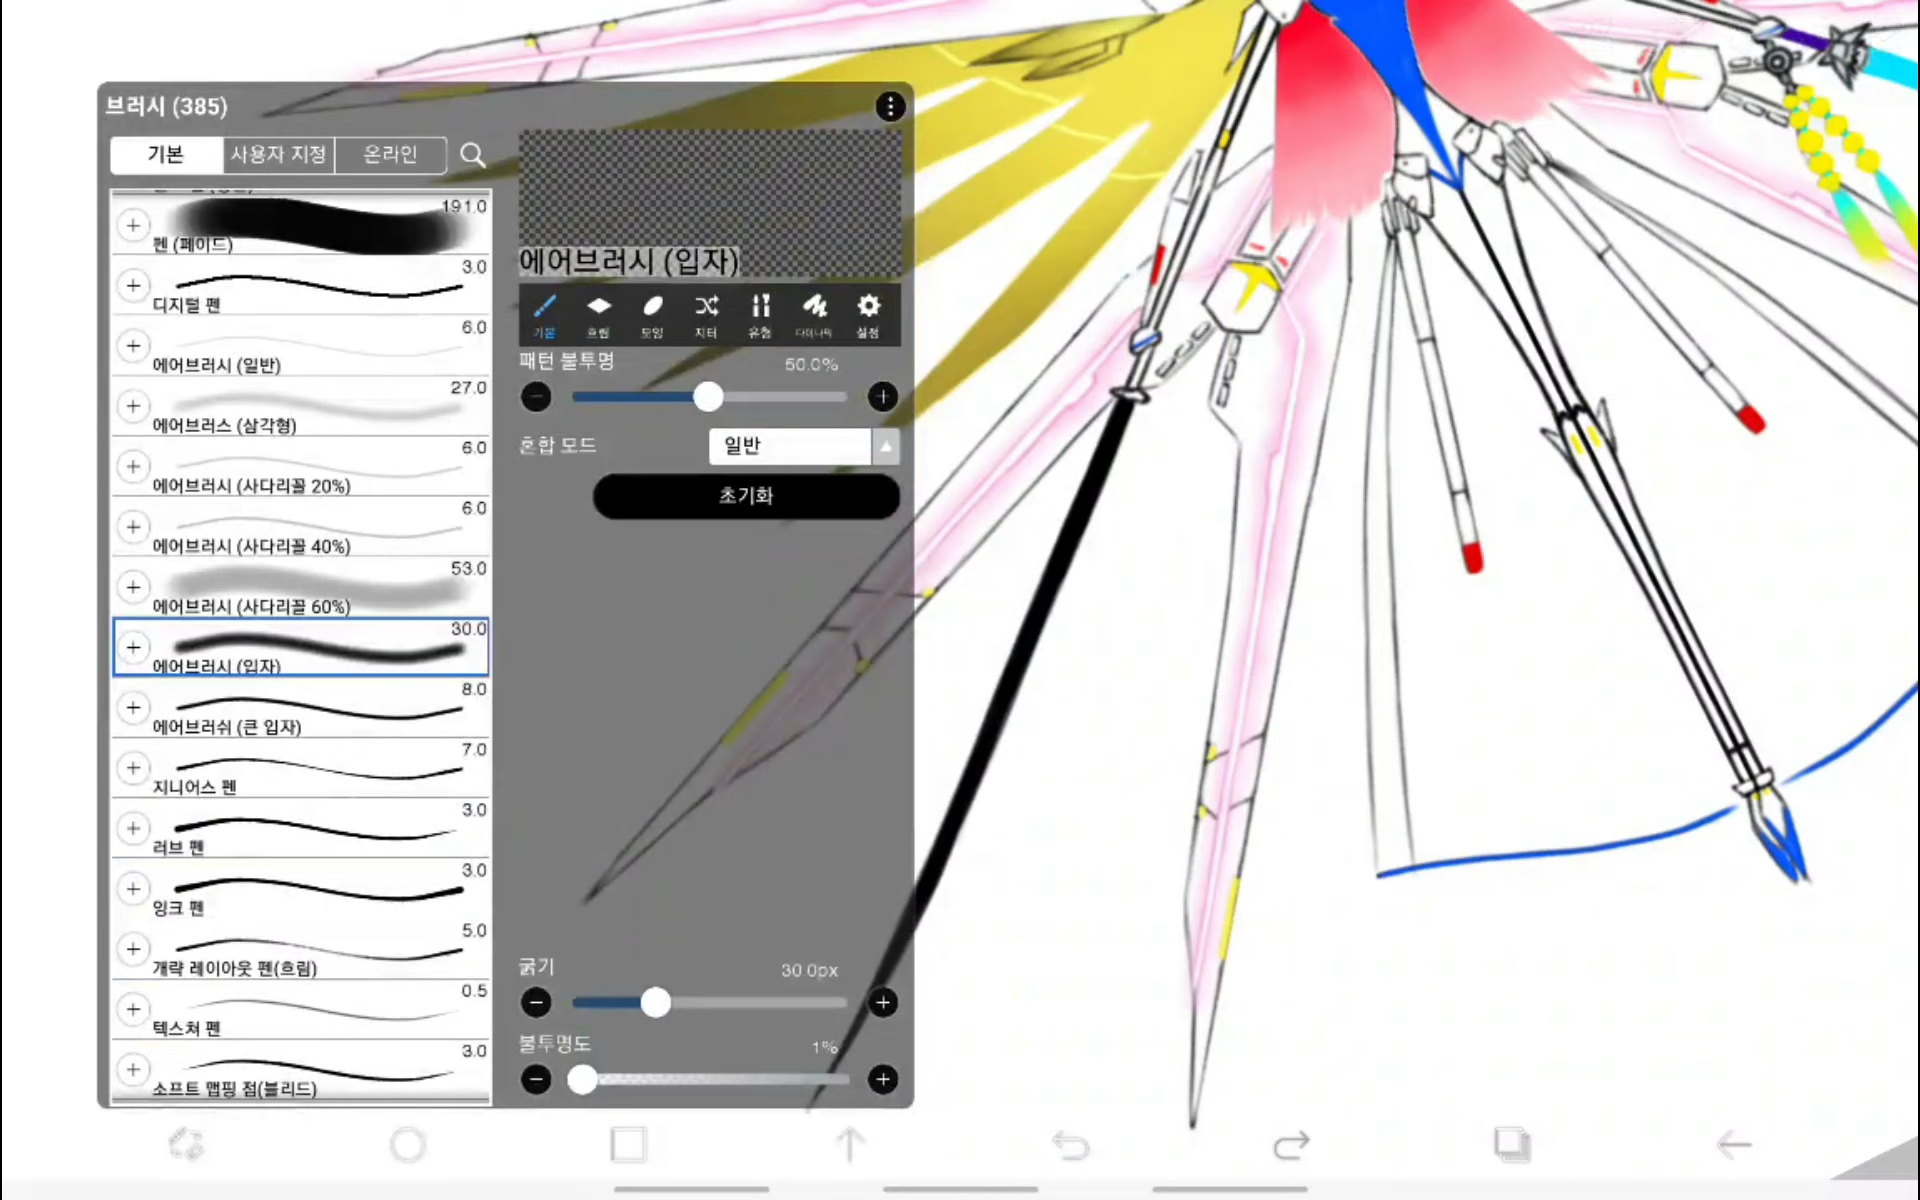 브러시 (385)
기본
사용자 지정
온라인
191.0
펜 (페이드)
3.0
디지털 펜
6.0
에어브러시 (일반)
27.0
에어브러스 (삼각형)
6.0
에어브러시 (사다리꼴 20%)
6.0
에어브러시 (사다리꼴 40%)
53.0
에어브러시 (사다리꼴 60%)
30.0
에어브러시 (입자)
8.0
에어브러쉬 (큰 입자)
7.0
지니어스 펜
3.0
러브 펜
3.0
잉크 펜
5.0
개략 레이아웃 펜(흐림)
0.5
텍스쳐 펜
3.0
소프트 맵핑 점(블리드)
에어브러시 (입자)
기본
흐림
모양
지터
유형
다이나믹
설정
패턴 불투명
50.0%
혼합 모드
일반
초기화
굵기
30.0px
불투명도
1%